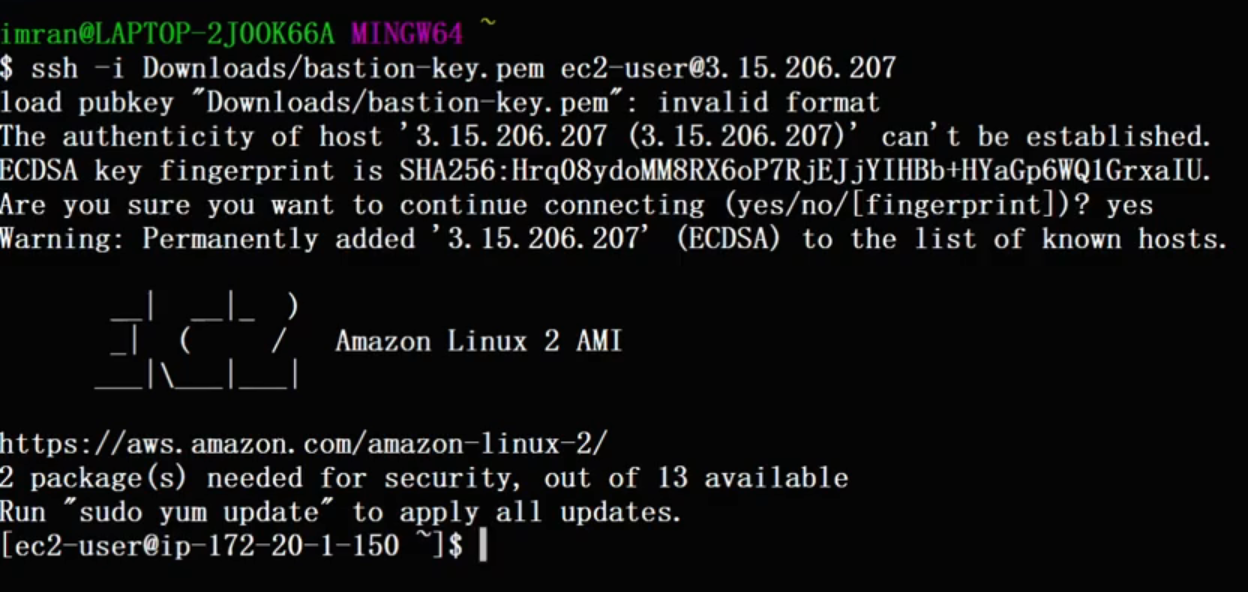 imran@LAPTOP-2JOOK66A MINGW64 ~
$ ssh -i Downloads/bastion-key.pem ec2-user@3.15.206.207
load pubkey "Downloads/bastion-key.pem": invalid format
The authenticity of host '3.15.206.207 (3.15.206.207)' can't be established.
ECDSA key fingerprint is SHA256:Hrq08ydoMM8RX6oP7RjEJjYIHBb+HYaGp6WQ1GrxaIU.
Are you sure you want to continue connecting (yes/no/[fingerprint])? yes
Warning: Permanently added '3.15.206.207' (ECDSA) to the list of known hosts.
       __|  __|_  )
       _|  (     /   Amazon Linux 2 AMI
      ___|\___|___|
https://aws.amazon.com/amazon-linux-2/
2 package(s) needed for security, out of 13 available
Run "sudo yum update" to apply all updates.
[ec2-user@ip-172-20-1-150 ~]$